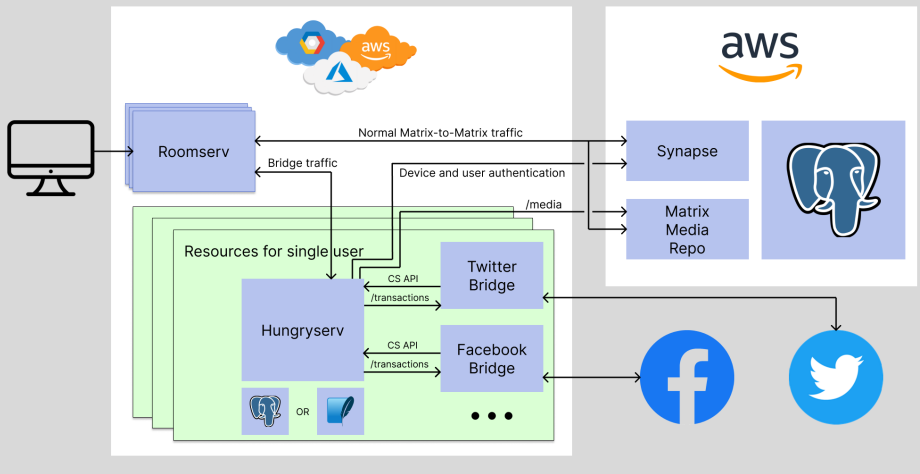 aws
aws
Roomserv
Normal Matrix-to-Matrix traffic
Bridge traffic
Device and user authentication
/media
Synapse
Matrix
Media
Repo
Resources for single user
Twitter
Bridge
CS API
/transactions
Hungryserv
CS API
/transactions
Facebook
Bridge
OR